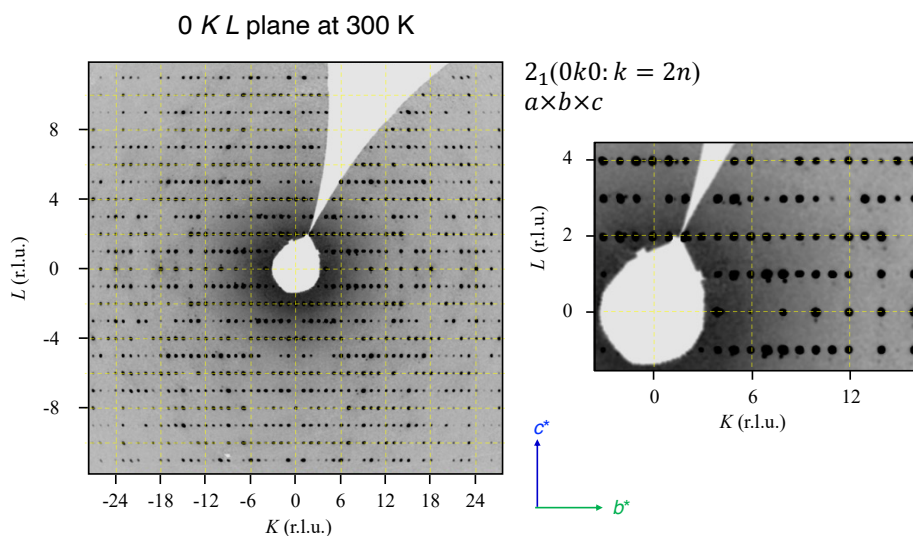 0 K L plane at 300 K
2₁(0k0: k = 2n)
a×b×c
8
4
0
-4
-8
L (r.l.u.)
-24 -18 -12 -6 0 6 12 18 24
K (r.l.u.)
4
2
0
L (r.l.u.)
0 6 12
K (r.l.u.)
c*
b*